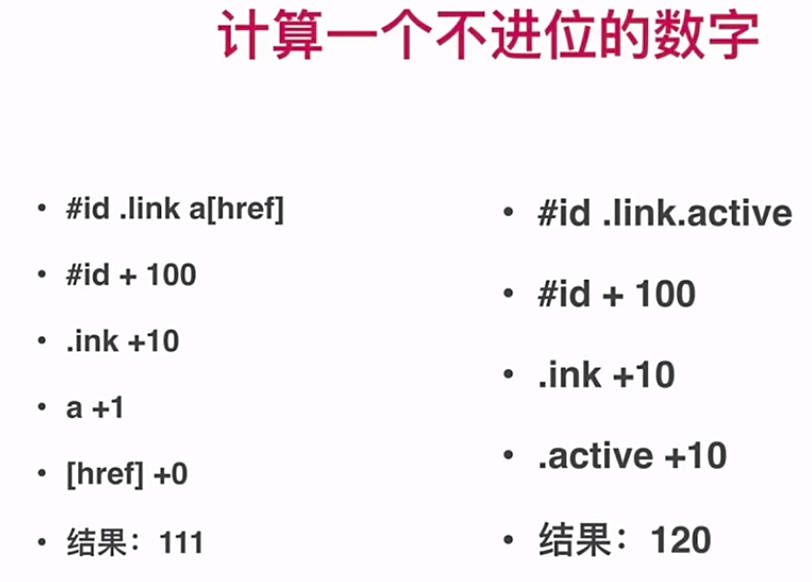 计算一个不进位的数字
• #id .link a[href]
• #id + 100
• .ink +10
• a +1
• [href] +0
• 结果：111
• #id .link.active
• #id + 100
• .ink +10
• .active +10
• 结果：120